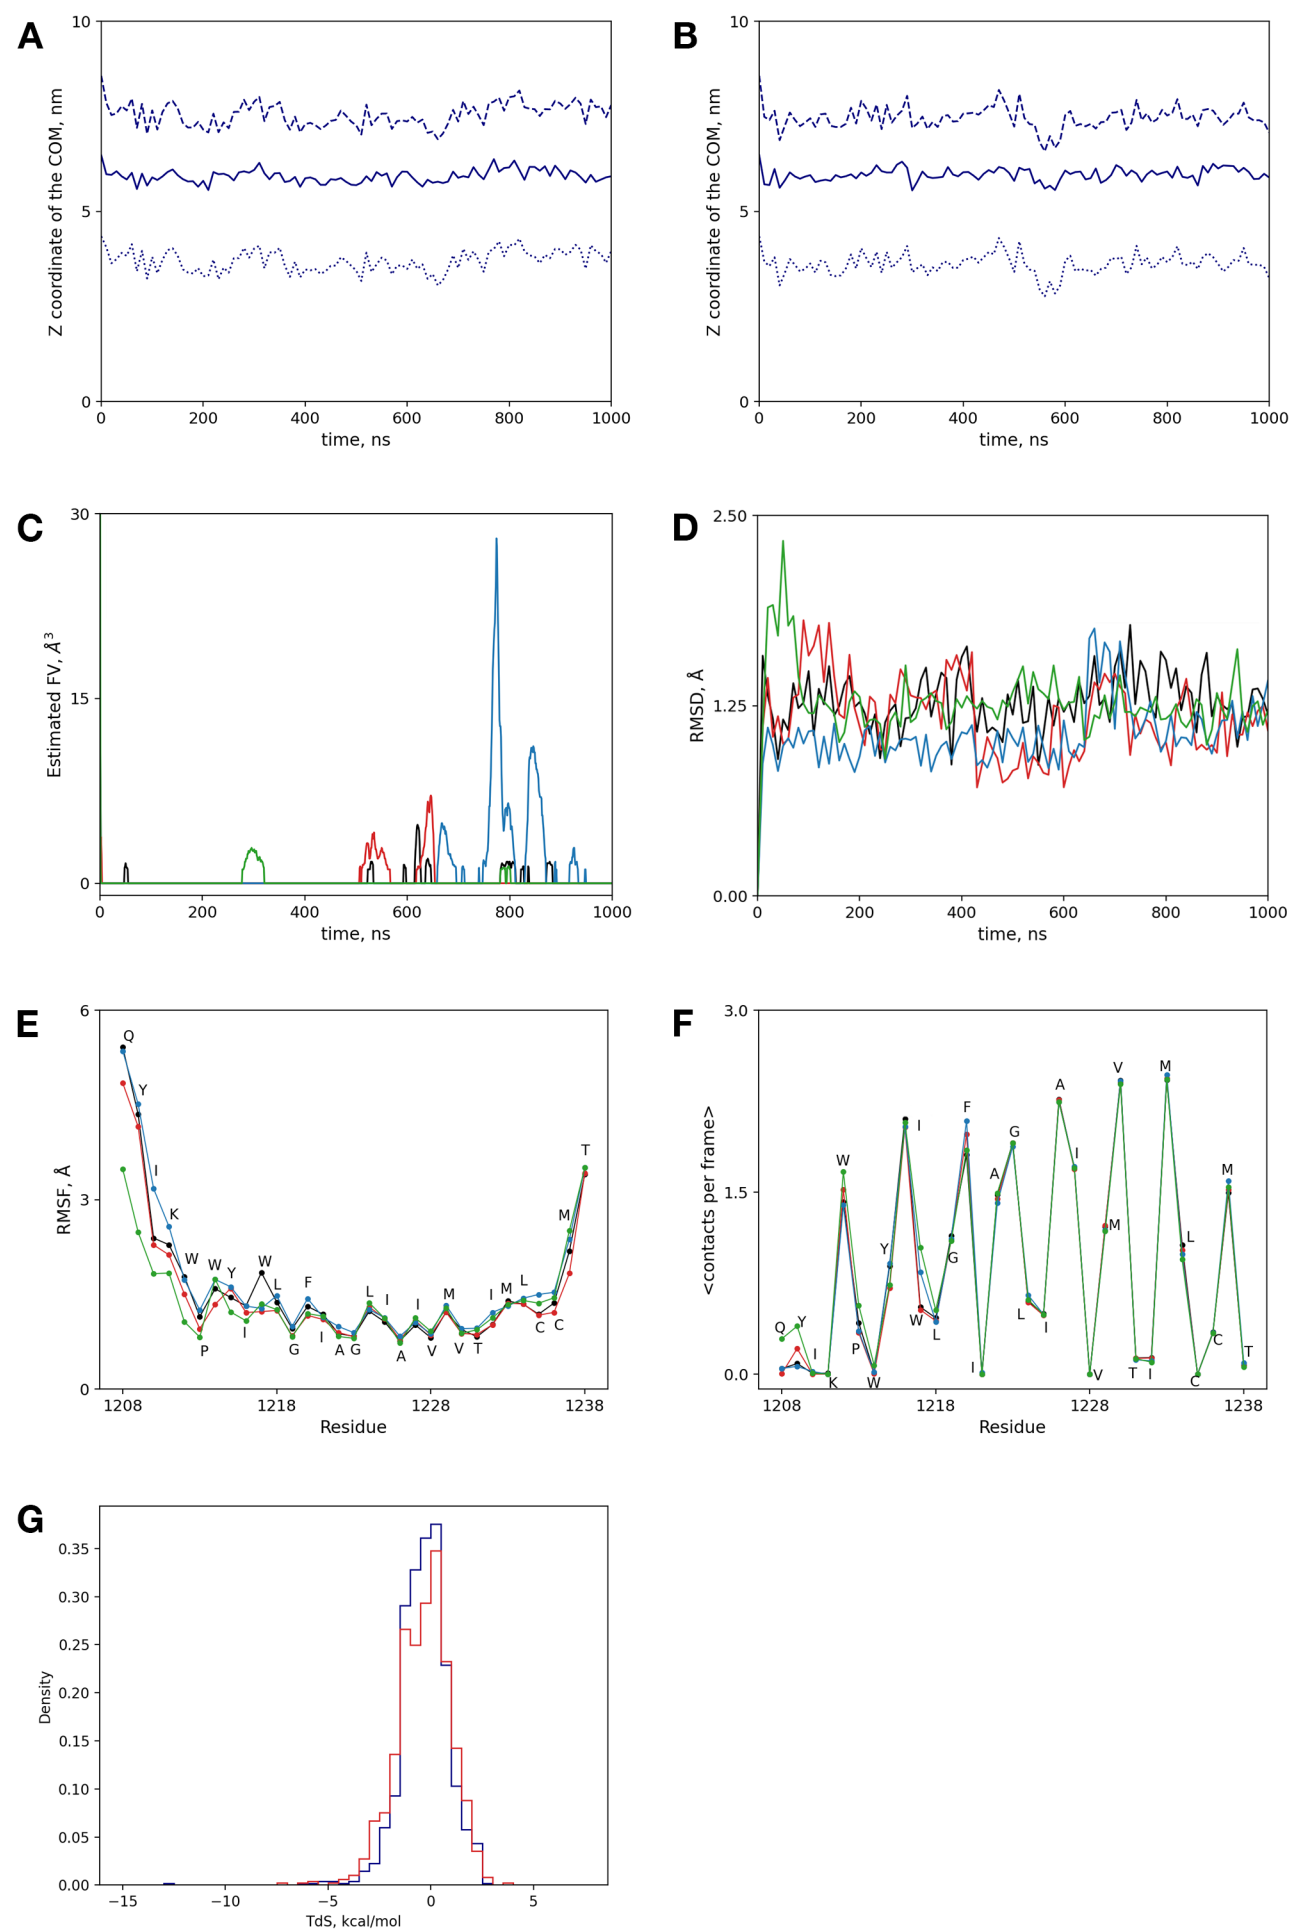 A
10
5
0
Z coordinate of the COM, nm
0 200 400 600 800 1000
time, ns
B
10
5
0
Z coordinate of the COM, nm
0 200 400 600 800 1000
time, ns
C
30
15
0
Estimated FV, Å³
0 200 400 600 800 1000
time, ns
D
2.50
1.25
0.00
RMSD, Å
0 200 400 600 800 1000
time, ns
E
6
3
0
RMSF, Å
Q Y I K W P W Y I W L G F I A G L I A I V M V T I M L C C M T
1208 1218 1228 1238
Residue
F
3.0
1.5
0.0
<contacts per frame>
Q Y I K W P W Y I W L G F I A G L I A I V M V T I M L C C M T
1208 1218 1228 1238
Residue
G
0.35
0.30
0.25
0.20
0.15
0.10
0.05
0.00
Density
−15 −10 −5 0 5
TdS, kcal/mol